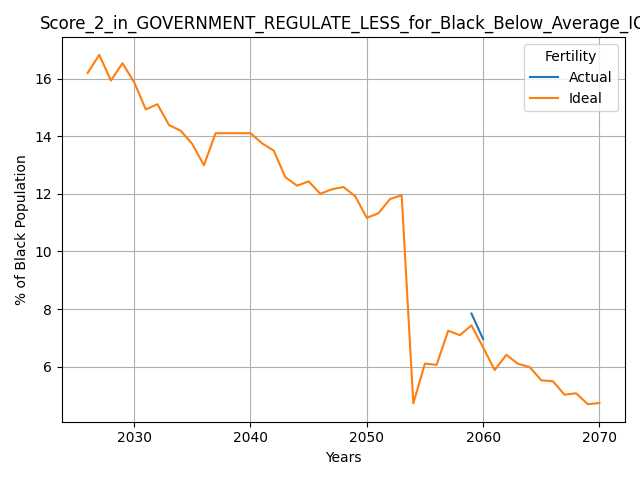 Score_2_in_GOVERNMENT_REGULATE_LESS_for_Black_Below_Average_IC
Fertility
Actual
Ideal
% of Black Population
16
14
12
10
8
6
2030
2040
2050
2060
2070
Years